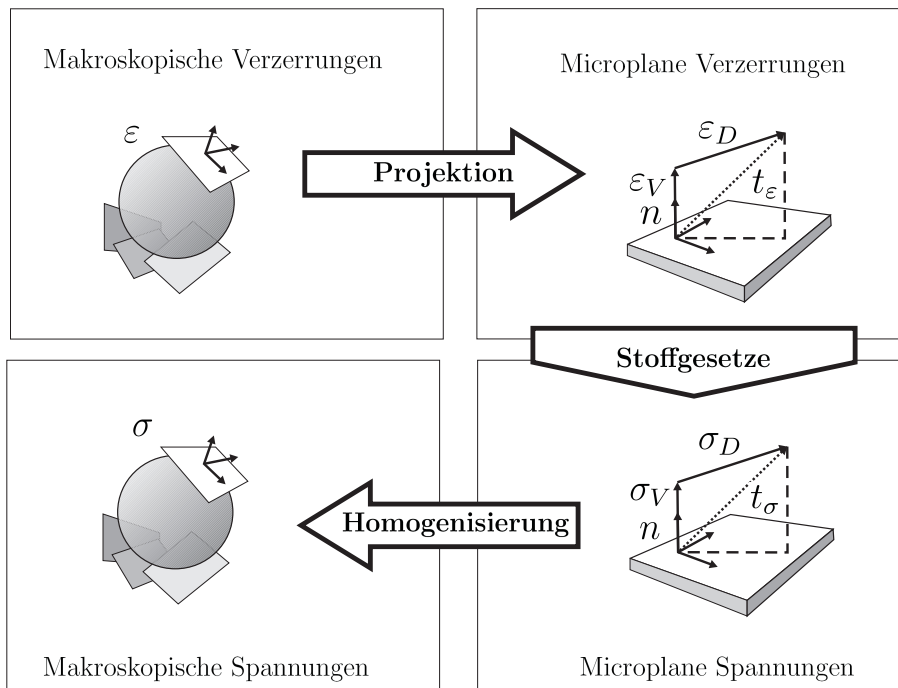 Makroskopische Verzerrungen
ε
Projektion
Microplane Verzerrungen
ε_D
ε_V
t_ε
n
Stoffgesetze
σ
Homogenisierung
σ_D
σ_V
t_σ
n
Makroskopische Spannungen
Microplane Spannungen